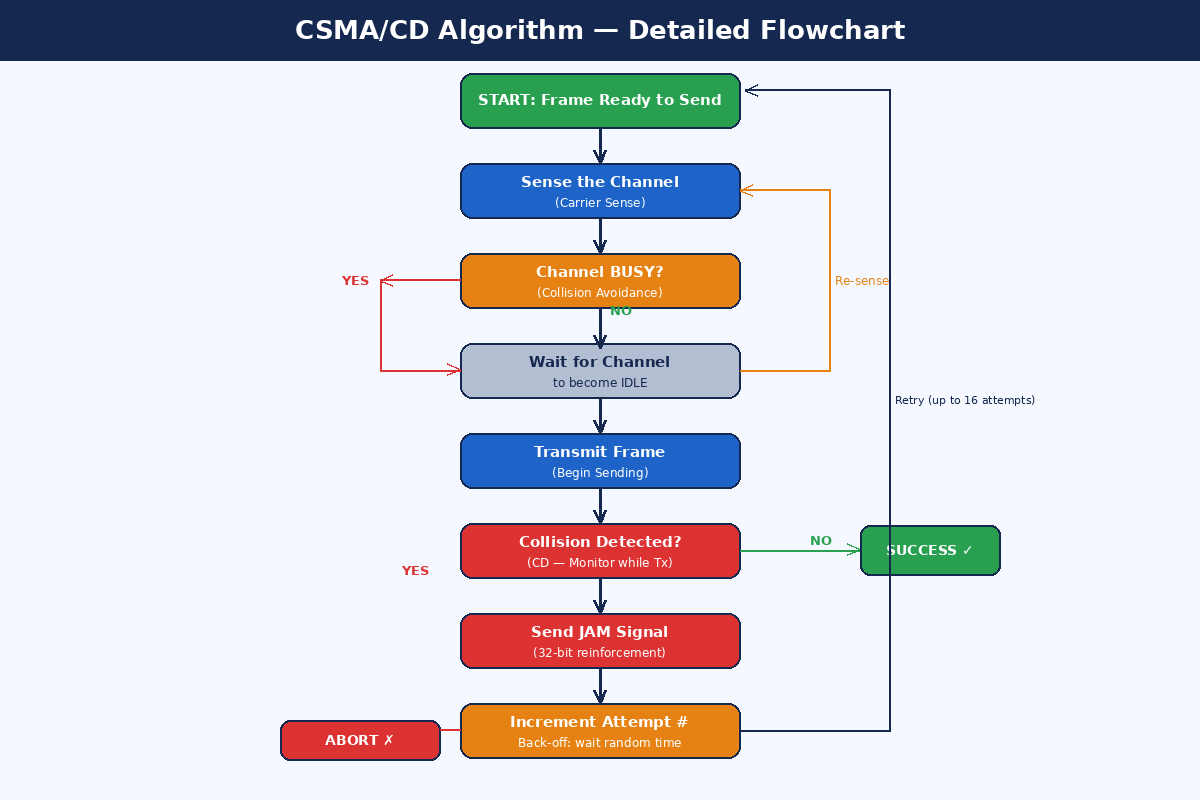 CSMA/CD Algorithm — Detailed Flowchart
START: Frame Ready to Send
Sense the Channel
(Carrier Sense)
Channel BUSY?
(Collision Avoidance)
YES
Re-sense
NO
Wait for Channel
to become IDLE
Retry (up to 16 attempts)
Transmit Frame
(Begin Sending)
Collision Detected?
(CD — Monitor while Tx)
NO
SUCCESS ✓
YES
Send JAM Signal
(32-bit reinforcement)
Increment Attempt #
Back-off: wait random time
ABORT ✗